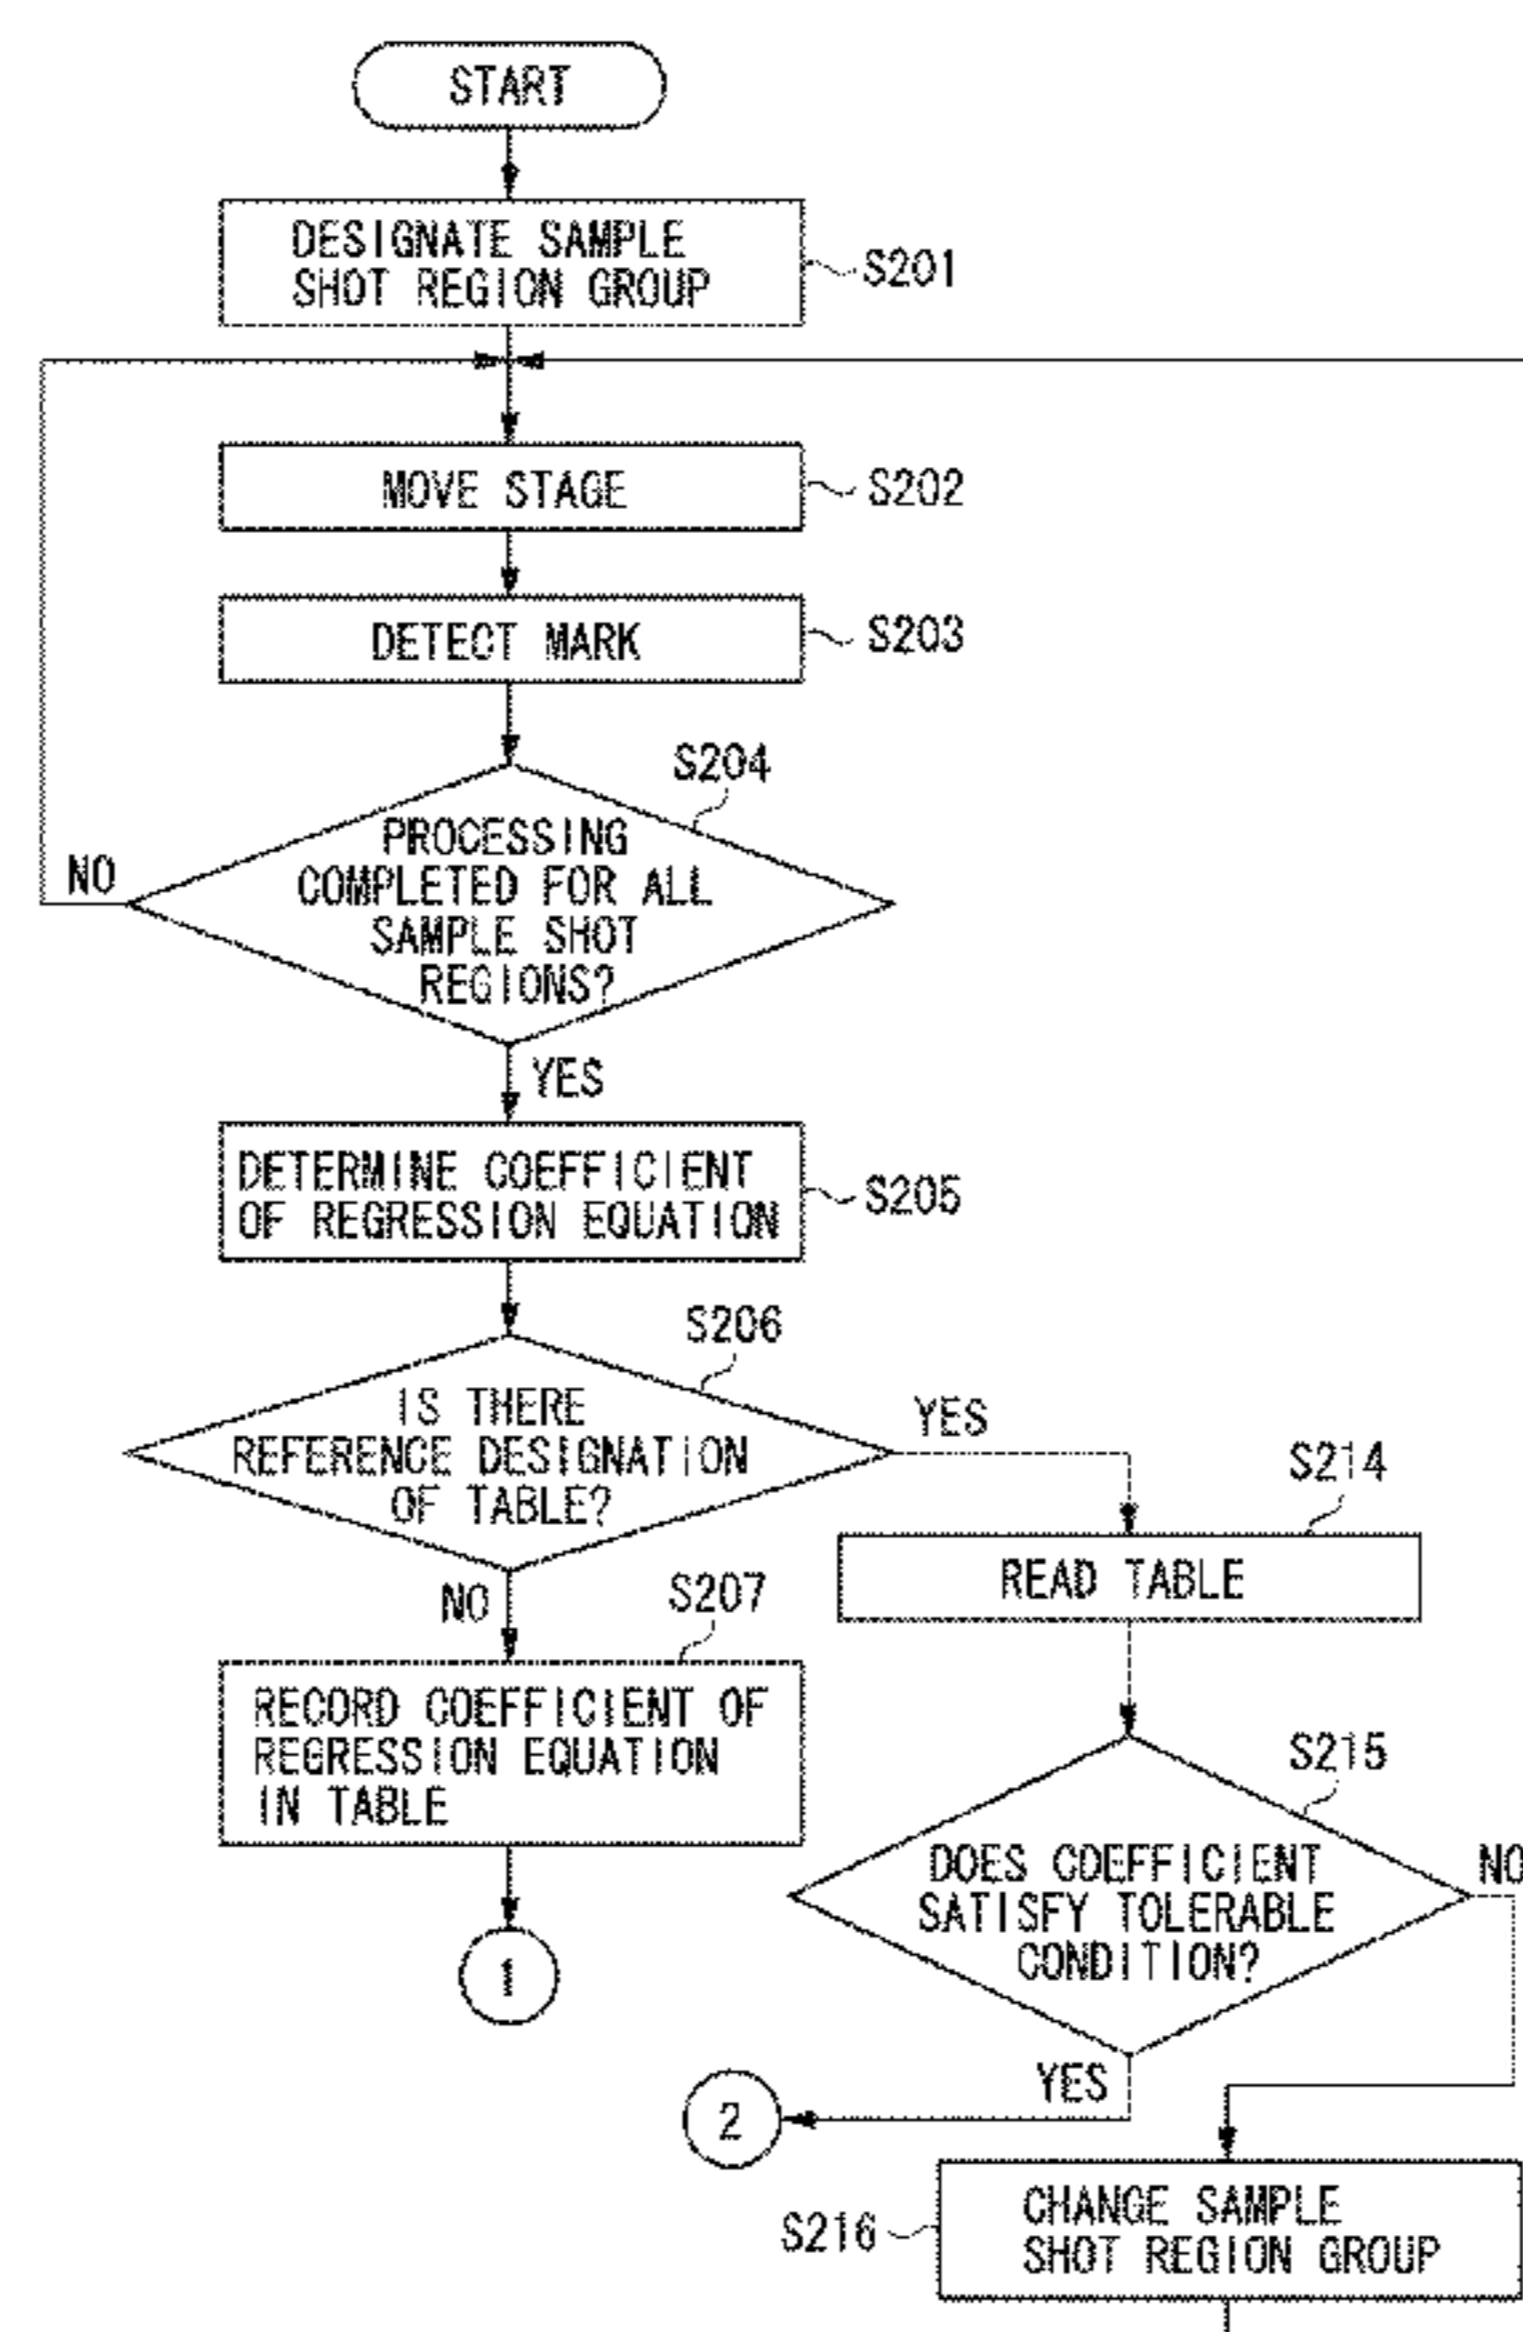 START
DESIGNATE SAMPLE
SHOT REGION GROUP
S201
MOVE STAGE
S202
DETECT MARK
S203
S204
PROCESSING
COMPLETED FOR ALL
SAMPLE SHOT
REGIONS?
NO
YES
DETERMINE COEFFICIENT
OF REGRESSION EQUATION
S205
S206
IS THERE
REFERENCE DESIGNATION
OF TABLE?
YES
NO
S214
READ TABLE
S207
RECORD COEFFICIENT OF
REGRESSION EQUATION
IN TABLE
1
S215
DOES COEFFICIENT
SATISFY TOLERABLE
CONDITION?
NO
YES
2
CHANGE SAMPLE
SHOT REGION GROUP
S216